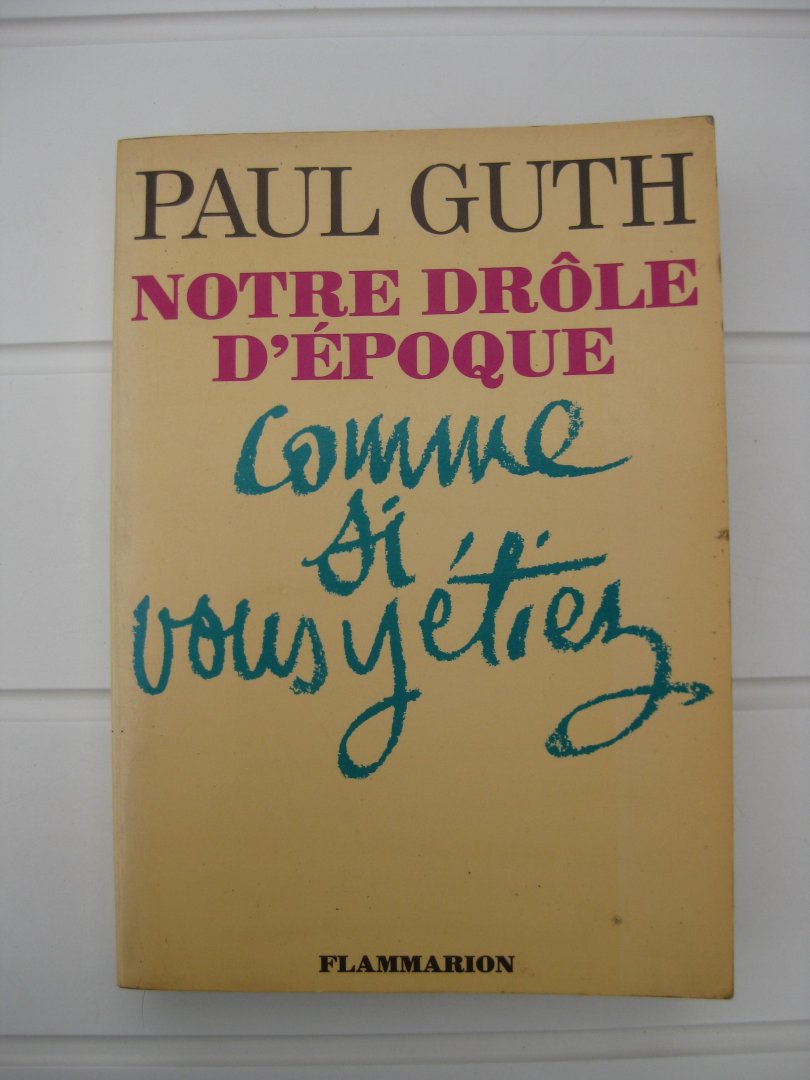 PAUL GUTH
NOTRE DRÔLE
D'ÉPOQUE
comme
si
vous y étiez
FLAMMARION